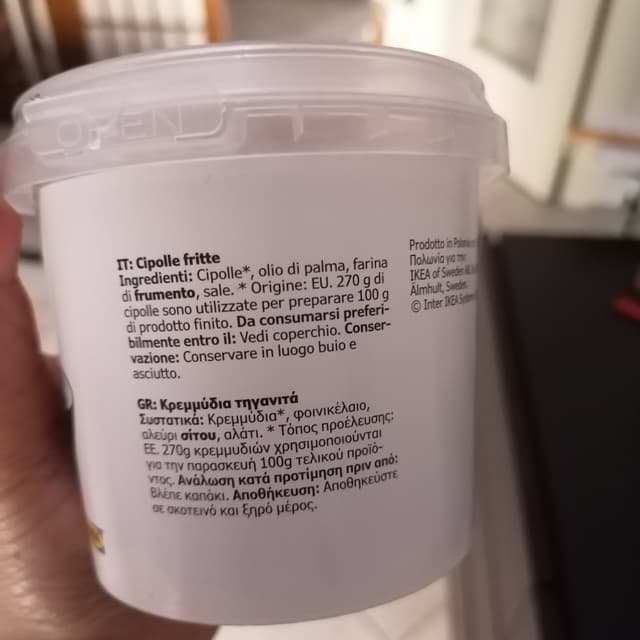 OPEN
IT: Cipolle fritte
Ingredienti: Cipolle*, olio di palma, farina
di frumento, sale. * Origine: EU. 270 g di
cipolle sono utilizzate per preparare 100 g
di prodotto finito. Da consumarsi preferi-
bilmente entro il: Vedi coperchio. Conser-
vazione: Conservare in luogo buio e
asciutto.
GR: Κρεμμύδια τηγανιτά
Συστατικά: Κρεμμύδια*, φοινικέλαιο,
αλεύρι σίτου, αλάτι. * Τόπος προέλευσης:
ΕΕ. 270g κρεμμυδιών χρησιμοποιούνται
για την παρασκευή 100g τελικού προϊό-
ντος. Ανάλωση κατά προτίμηση πριν από:
Βλέπε καπάκι. Αποθήκευση: Αποθηκεύστε
σε σκοτεινό και ξηρό μέρος.
Prodotto in
Πολωνία για την
IKEA of Sweden
Älmhult, Sweden
© Inter IKEA